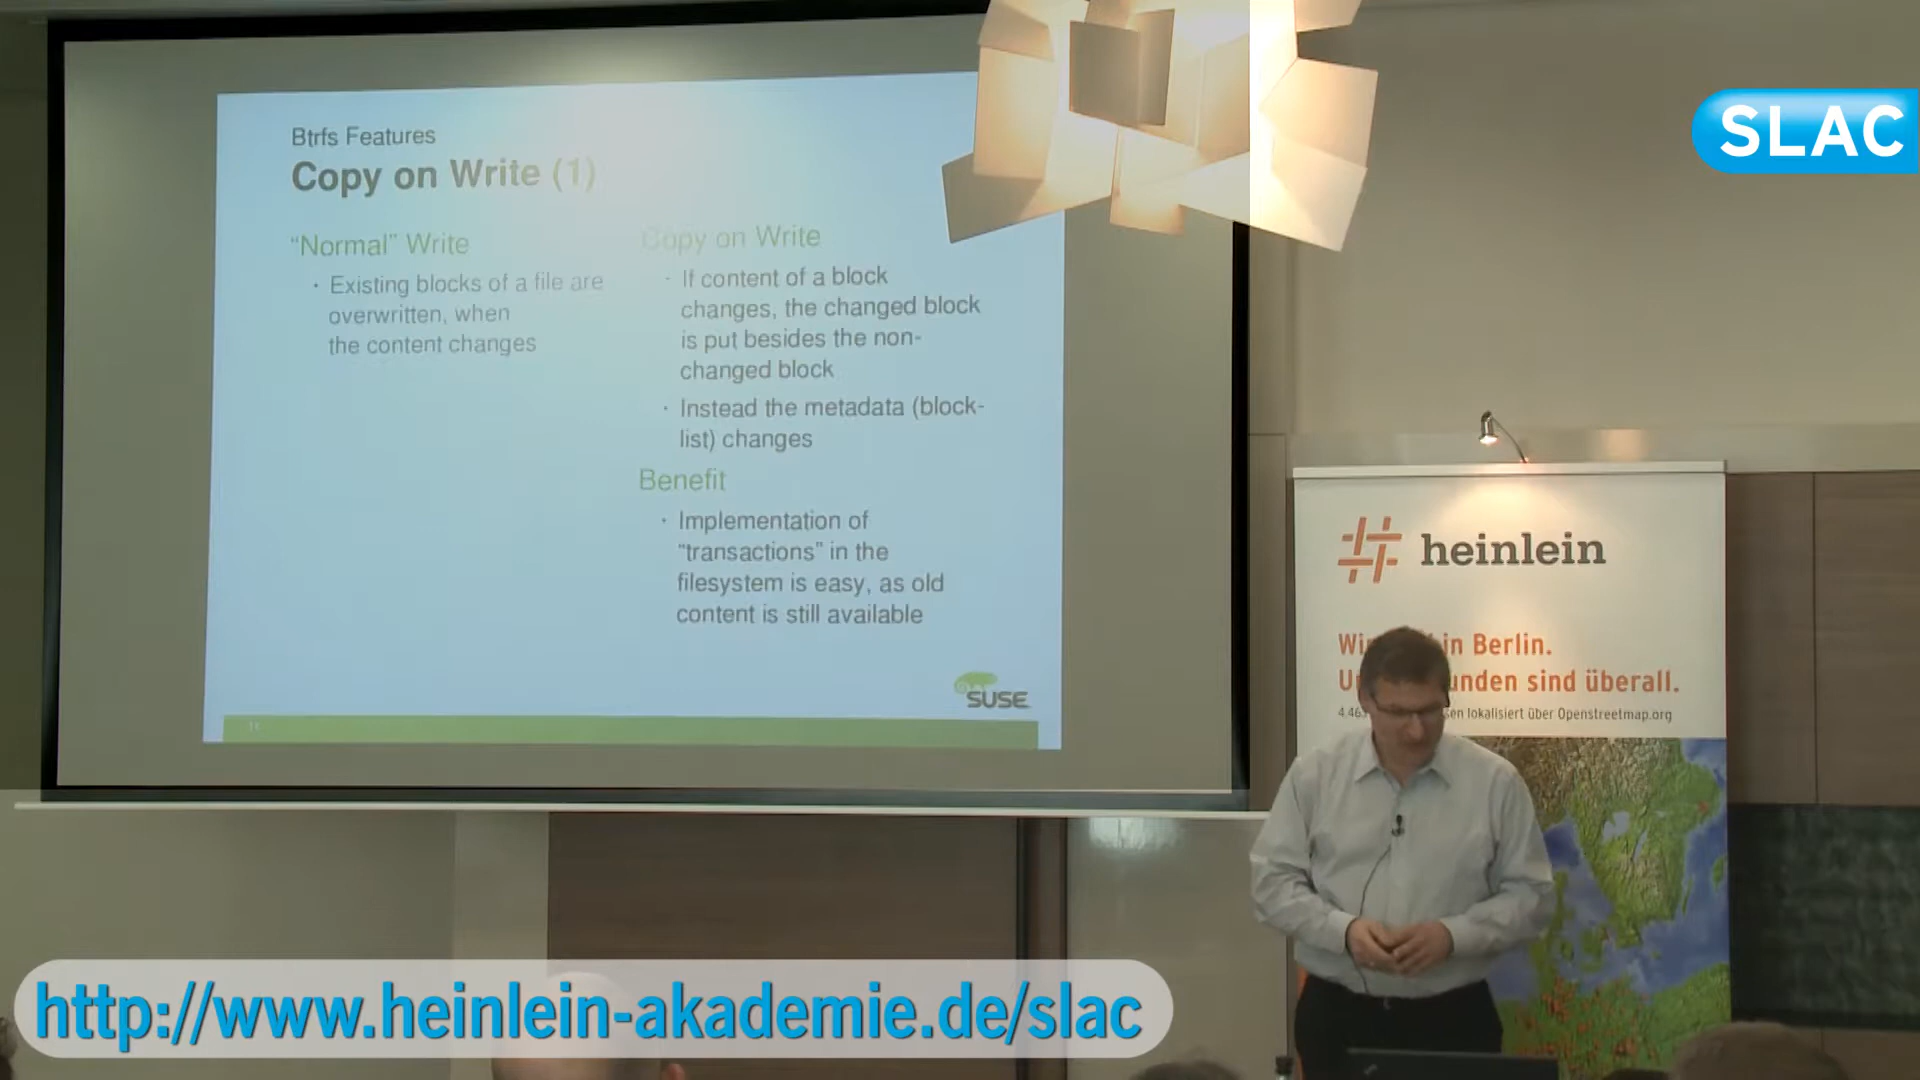 Btrfs Features
Copy on Write (1)
“Normal” Write
· Existing blocks of a file are
overwritten, when
the content changes
Copy on Write
- If content of a block
changes, the changed block
is put besides the non-
changed block
· Instead the metadata (block-
list) changes
Benefit
· Implementation of
“transactions” in the
filesystem is easy, as old
content is still available
SUSE
SLAC
heinlein
in Berlin.
sind überall.
lokalisiert über Openstreetmap.org
http://www.heinlein-akademie.de/slac